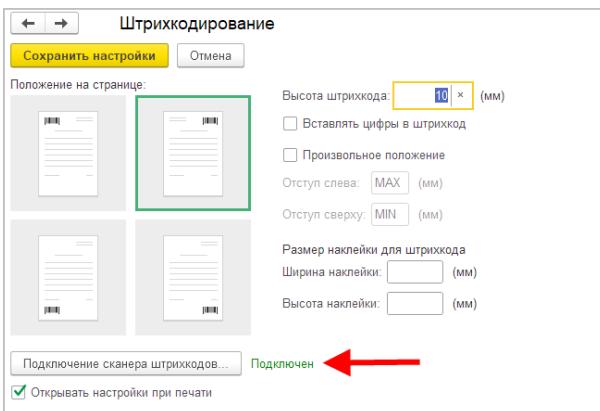 Штрихкодирование
Сохранить настройки Отмена
Положение на странице:
Высота штрихкода: 10 × (мм)
Вставлять цифры в штрихкод
Произвольное положение
Отступ слева: MAX (мм)
Отступ сверху: MIN (мм)
Размер наклейки для штрихкода
Ширина наклейки: (мм)
Высота наклейки: (мм)
Подключение сканера штрихкодов... Подключен
Открывать настройки при печати